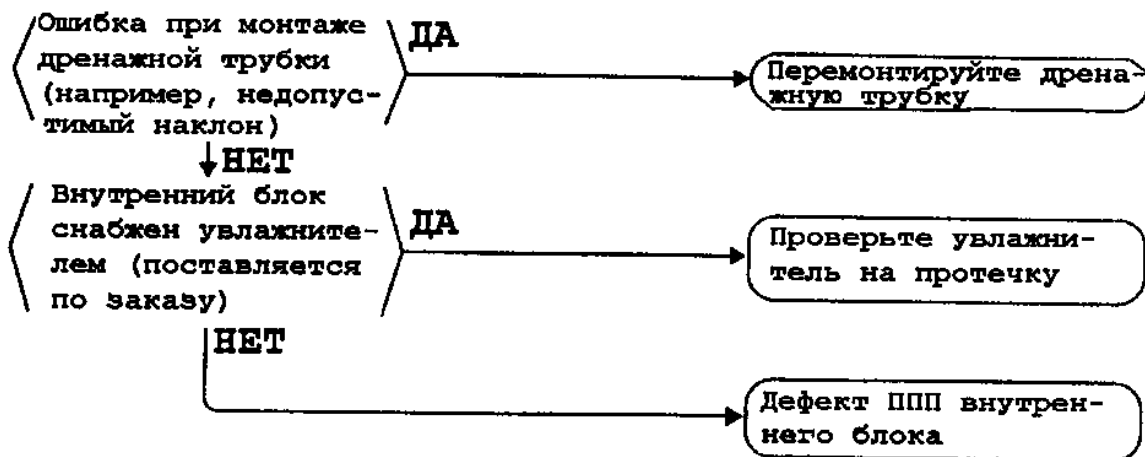 Ошибка при монтаже
дренажной трубки
(например, недопус-
тимый наклон)
ДА
Перемонтируйте дрена-
жную трубку
НЕТ
Внутренний блок
снабжен увлажните-
лем (поставляется
по заказу)
ДА
Проверьте увлажни-
тель на протечку
НЕТ
Дефект ППП внутрен-
него блока